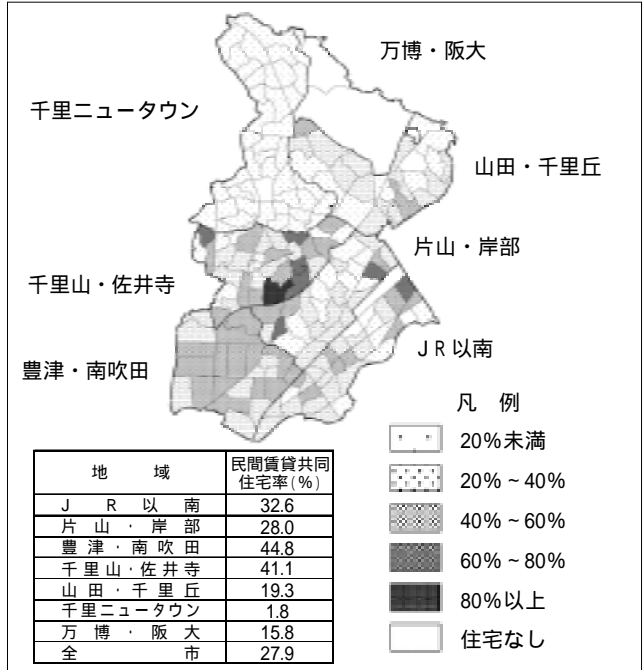 万博・阪大
千里ニュータウン
山田・千里丘
片山・岸部
千里山・佐井寺
JR以南
豊津・南吹田
凡 例
20%未満
20%~40%
40%~60%
60%~80%
80%以上
住宅なし
地 域 民間賃貸共同住宅率(%)
J R 以 南 32.6
片 山 ・ 岸 部 28.0
豊 津 ・ 南 吹 田 44.8
千 里 山 ・ 佐 井 寺 41.1
山 田 ・ 千 里 丘 19.3
千里ニュータウン 1.8
万 博 ・ 阪 大 15.8
全 市 27.9